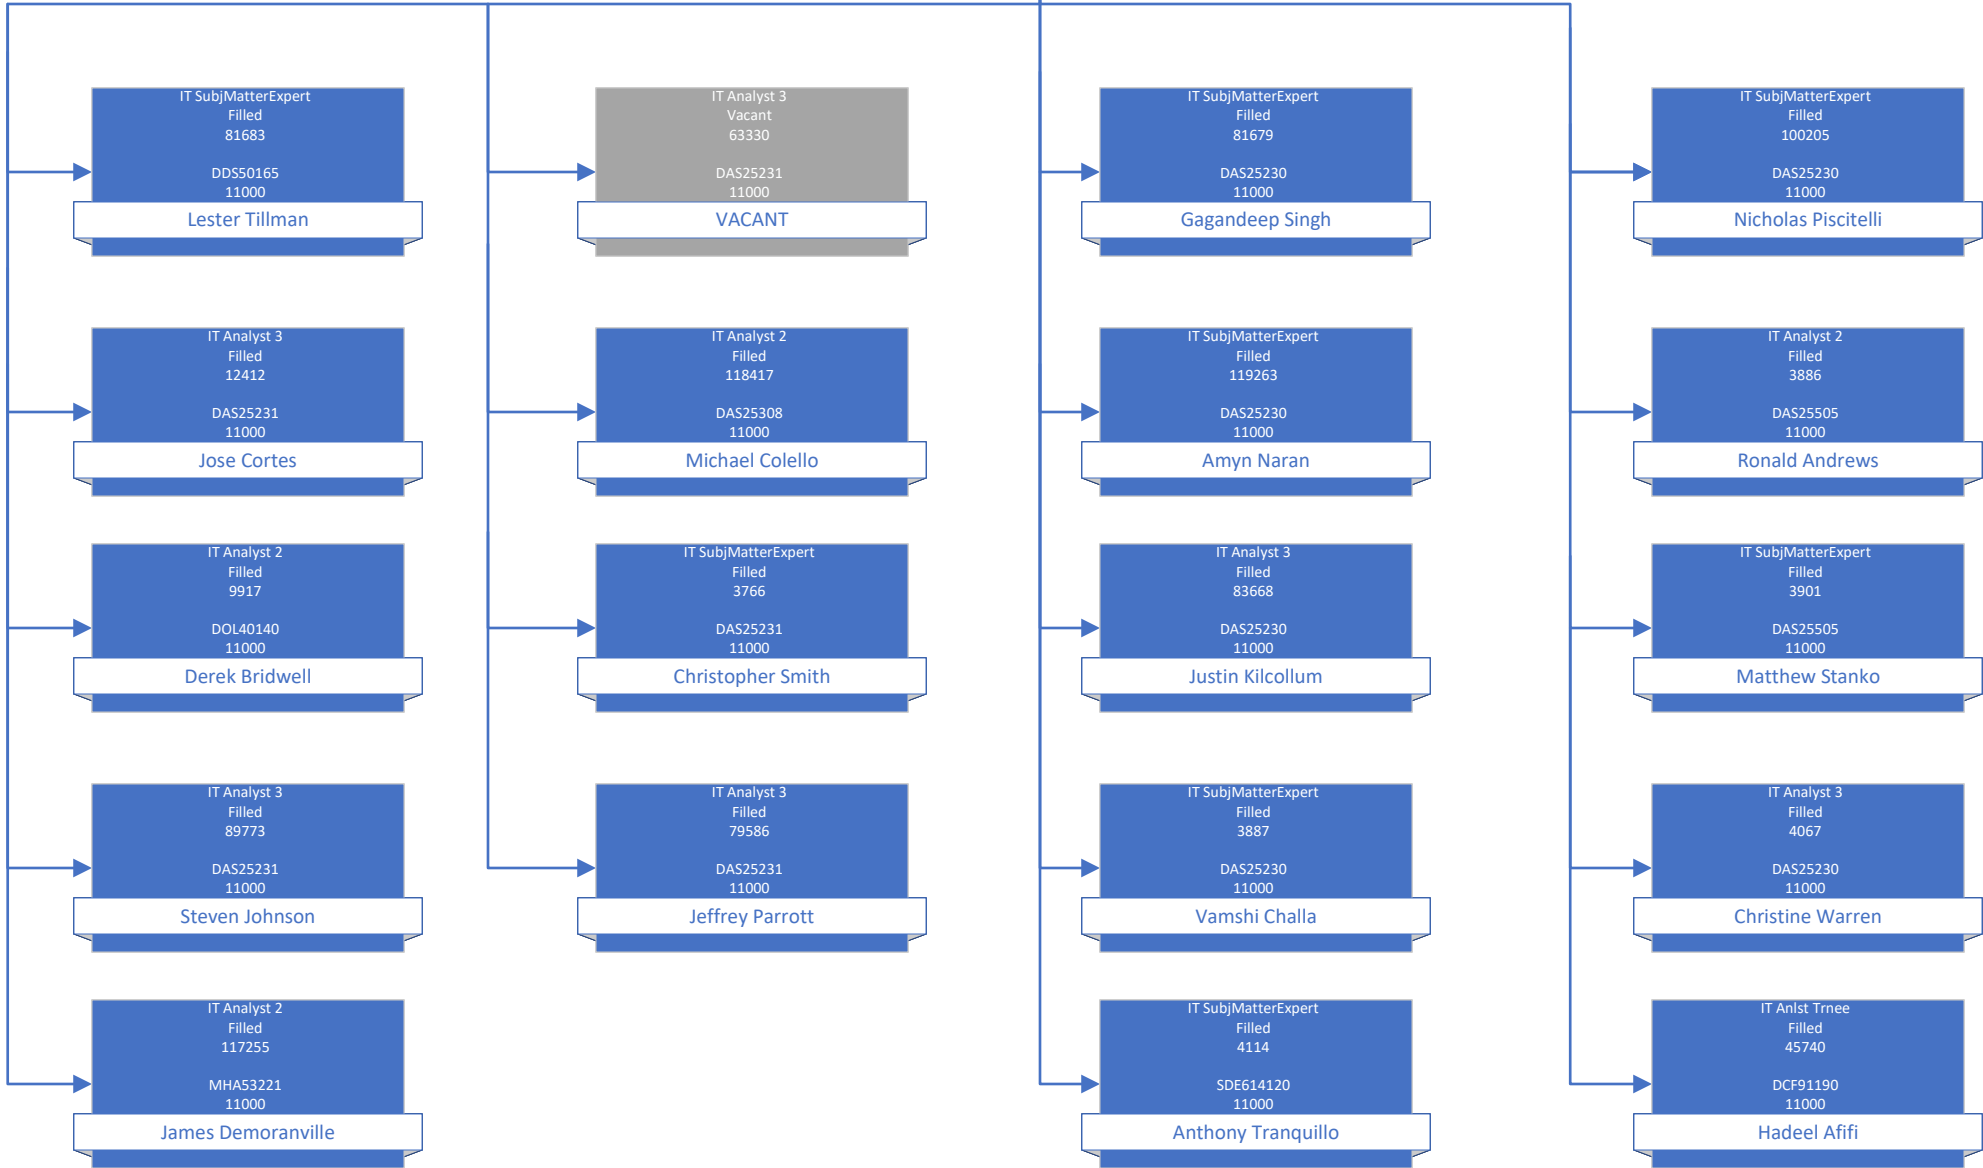 IT SubjMatterExpert
Filled
81683
DDS50165
11000
Lester Tillman
IT Analyst 3
Vacant
63330
DAS25231
11000
VACANT
IT SubjMatterExpert
Filled
81679
DAS25230
11000
Gagandeep Singh
IT SubjMatterExpert
Filled
100205
DAS25230
11000
Nicholas Piscitelli
IT Analyst 3
Filled
12412
DAS25231
11000
Jose Cortes
IT Analyst 2
Filled
118417
DAS25308
11000
Michael Colello
IT SubjMatterExpert
Filled
119263
DAS25230
11000
Amyn Naran
IT Analyst 2
Filled
3886
DAS25505
11000
Ronald Andrews
IT Analyst 2
Filled
9917
DOL40140
11000
Derek Bridwell
IT SubjMatterExpert
Filled
3766
DAS25231
11000
Christopher Smith
IT Analyst 3
Filled
83668
DAS25230
11000
Justin Kilcollum
IT SubjMatterExpert
Filled
3901
DAS25505
11000
Matthew Stanko
IT Analyst 3
Filled
89773
DAS25231
11000
Steven Johnson
IT Analyst 3
Filled
79586
DAS25231
11000
Jeffrey Parrott
IT SubjMatterExpert
Filled
3887
DAS25230
11000
Vamshi Challa
IT Analyst 3
Filled
4067
DAS25230
11000
Christine Warren
IT Analyst 2
Filled
117255
MHA53221
11000
James Demoranville
IT SubjMatterExpert
Filled
4114
SDE614120
11000
Anthony Tranquillo
IT Anlst Trnee
Filled
45740
DCF91190
11000
Hadeel Afifi